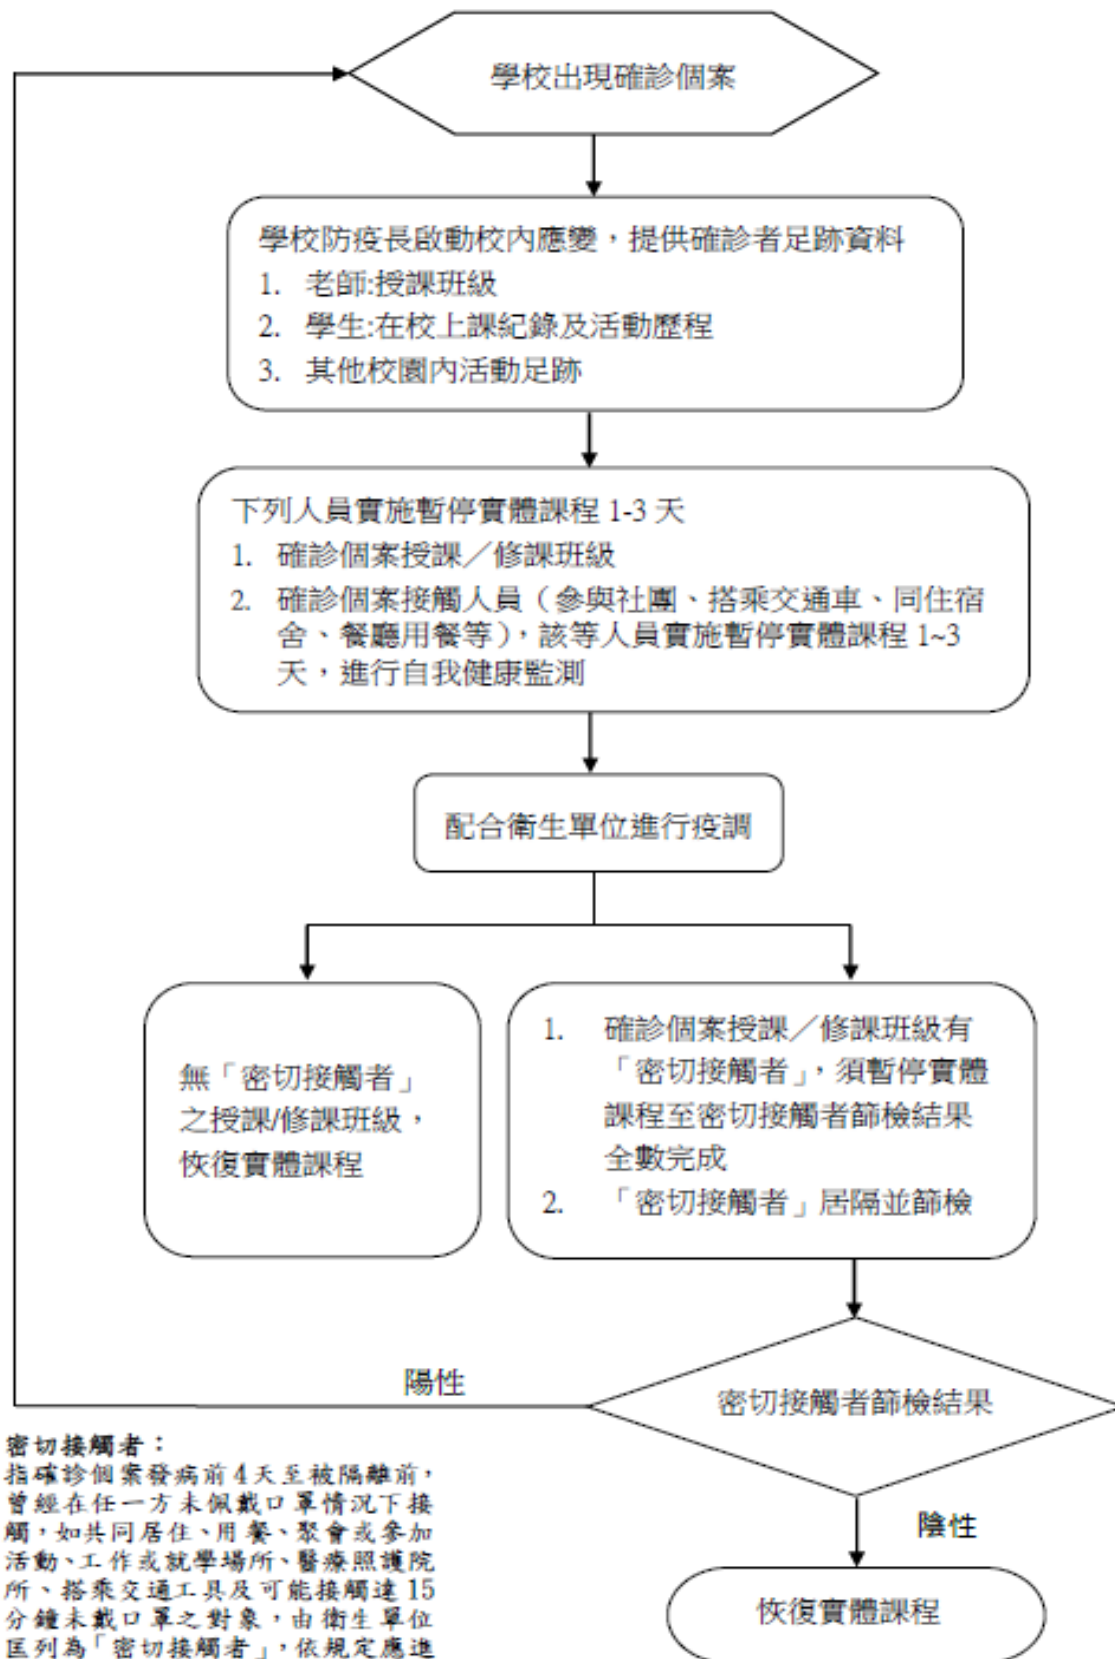 學校出現確診個案
學校防疫長啟動校內應變，提供確診者足跡資料
1. 老師:授課班級
2. 學生:在校上課紀錄及活動歷程
3. 其他校園內活動足跡
下列人員實施暫停實體課程 1-3 天
1. 確診個案授課／修課班級
2. 確診個案接觸人員（參與社團、搭乘交通車、同住宿
舍、餐廳用餐等），該等人員實施暫停實體課程 1~3
天，進行自我健康監測
配合衛生單位進行疫調
無「密切接觸者」
之授課/修課班級，
恢復實體課程
1. 確診個案授課／修課班級有
「密切接觸者」，須暫停實體
課程至密切接觸者篩檢結果
全數完成
2. 「密切接觸者」居隔並篩檢
陽性
密切接觸者篩檢結果
陰性
恢復實體課程
密切接觸者：
指確診個案發病前 4 天至被隔離前，
曾經在任一方未佩戴口罩情況下接
觸，如共同居住、用餐、聚會或參加
活動、工作或就學場所、醫療照護院
所、搭乘交通工具及可能接觸達 15
分鐘未戴口罩之對象，由衛生單位
匡列為「密切接觸者」，依規定應進